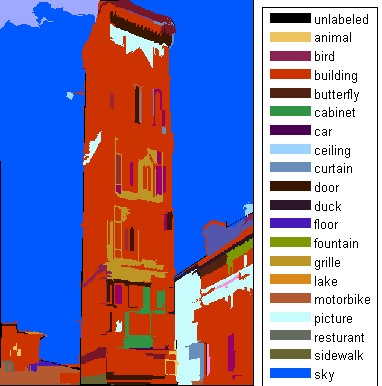 unlabeled
animal
bird
building
butterfly
cabinet
car
ceiling
curtain
door
duck
floor
fountain
grille
lake
motorbike
picture
resturant
sidewalk
sky